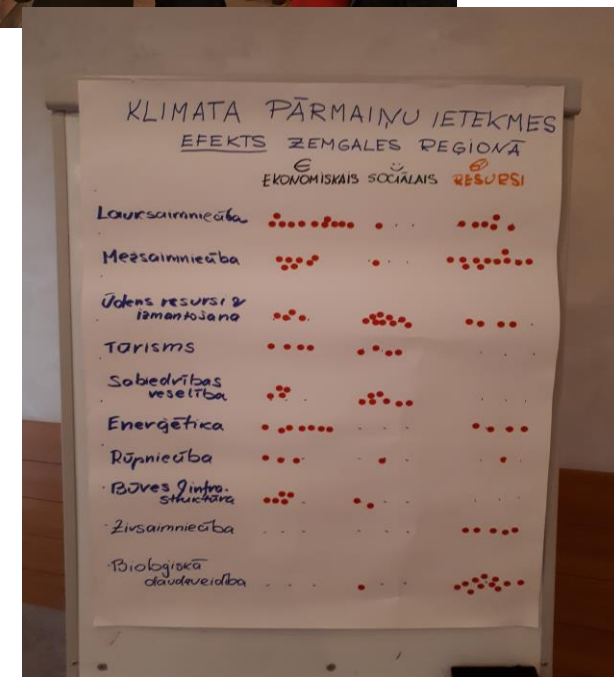 KLIMATA PĀRMAIŅU IETEKMES
EFEKTS ZEMGALES REĢIONĀ
€
EKONOMISKAIS SOCIĀLAIS RESURSI
Lauksaimniecība
Mežsaimniecība
Ūdens resursi &
izmantošana
TŪRISMS
Sabiedrības
veselība
Enerģētika
Rūpniecība
Būves & infra-
struktūra
Zivsaimniecība
Bioloģiskā
daudzveidība